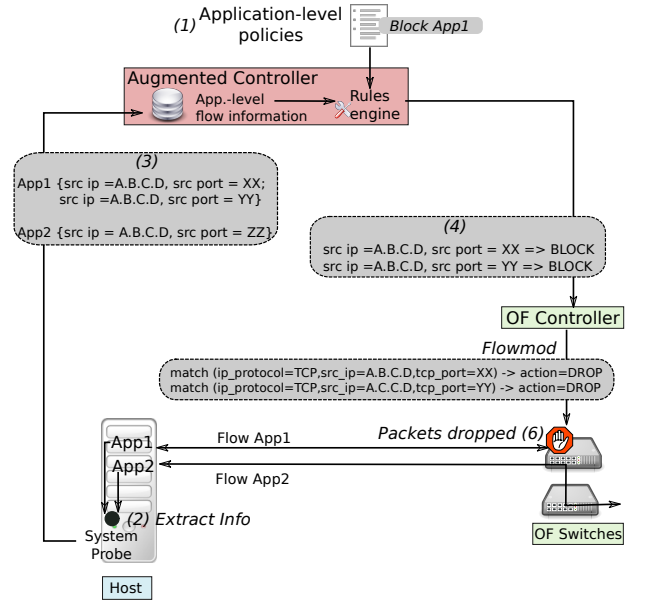 (1) Application-level
policies
Block App1
Augmented Controller
App.-level
flow information
Rules
engine
(3)
App1 {src ip =A.B.C.D, src port = XX;
src ip =A.B.C.D, src port = YY}
App2 {src ip = A.B.C.D, src port = ZZ}
(4)
src ip =A.B.C.D, src port = XX => BLOCK
src ip =A.B.C.D, src port = YY => BLOCK
OF Controller
Flowmod
match (ip_protocol=TCP,src_ip=A.B.C.D,tcp_port=XX) -> action=DROP
match (ip_protocol=TCP,src_ip=A.C.C.D,tcp_port=YY) -> action=DROP
Packets dropped (6)
Flow App1
App1
App2
Flow App2
(2) Extract Info
System
Probe
OF Switches
Host